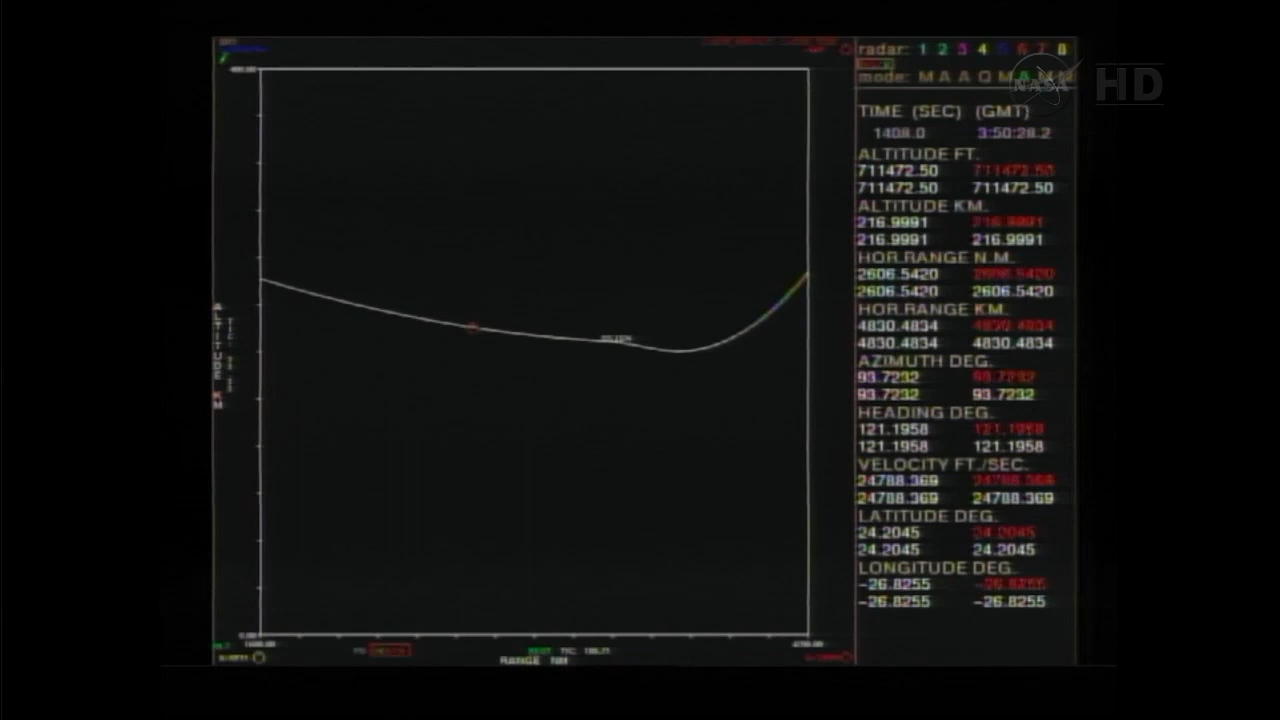 radar: 1 2 3 4 5 6 7 8
mode: M A A Q M A M M
NASA HD
TIME (SEC) (GMT)
1408.0 3:50:28.2
ALTITUDE FT.
711472.50 711472.50
711472.50 711472.50
ALTITUDE KM.
216.9991 216.9991
216.9991 216.9991
HOR.RANGE N.M.
2606.5420 2606.5420
2606.5420 2606.5420
HOR.RANGE KM.
4830.4834 4830.4834
4830.4834 4830.4834
AZIMUTH DEG.
93.7232 93.7232
93.7232 93.7232
HEADING DEG.
121.1958 121.1958
121.1958 121.1958
VELOCITY FT./SEC.
24788.369 24788.369
24788.369 24788.369
LATITUDE DEG.
24.2045 24.2045
24.2045 24.2045
LONGITUDE DEG.
-26.8255 -26.8255
-26.8255 -26.8255
ALTITUDE KM
RANGE NM